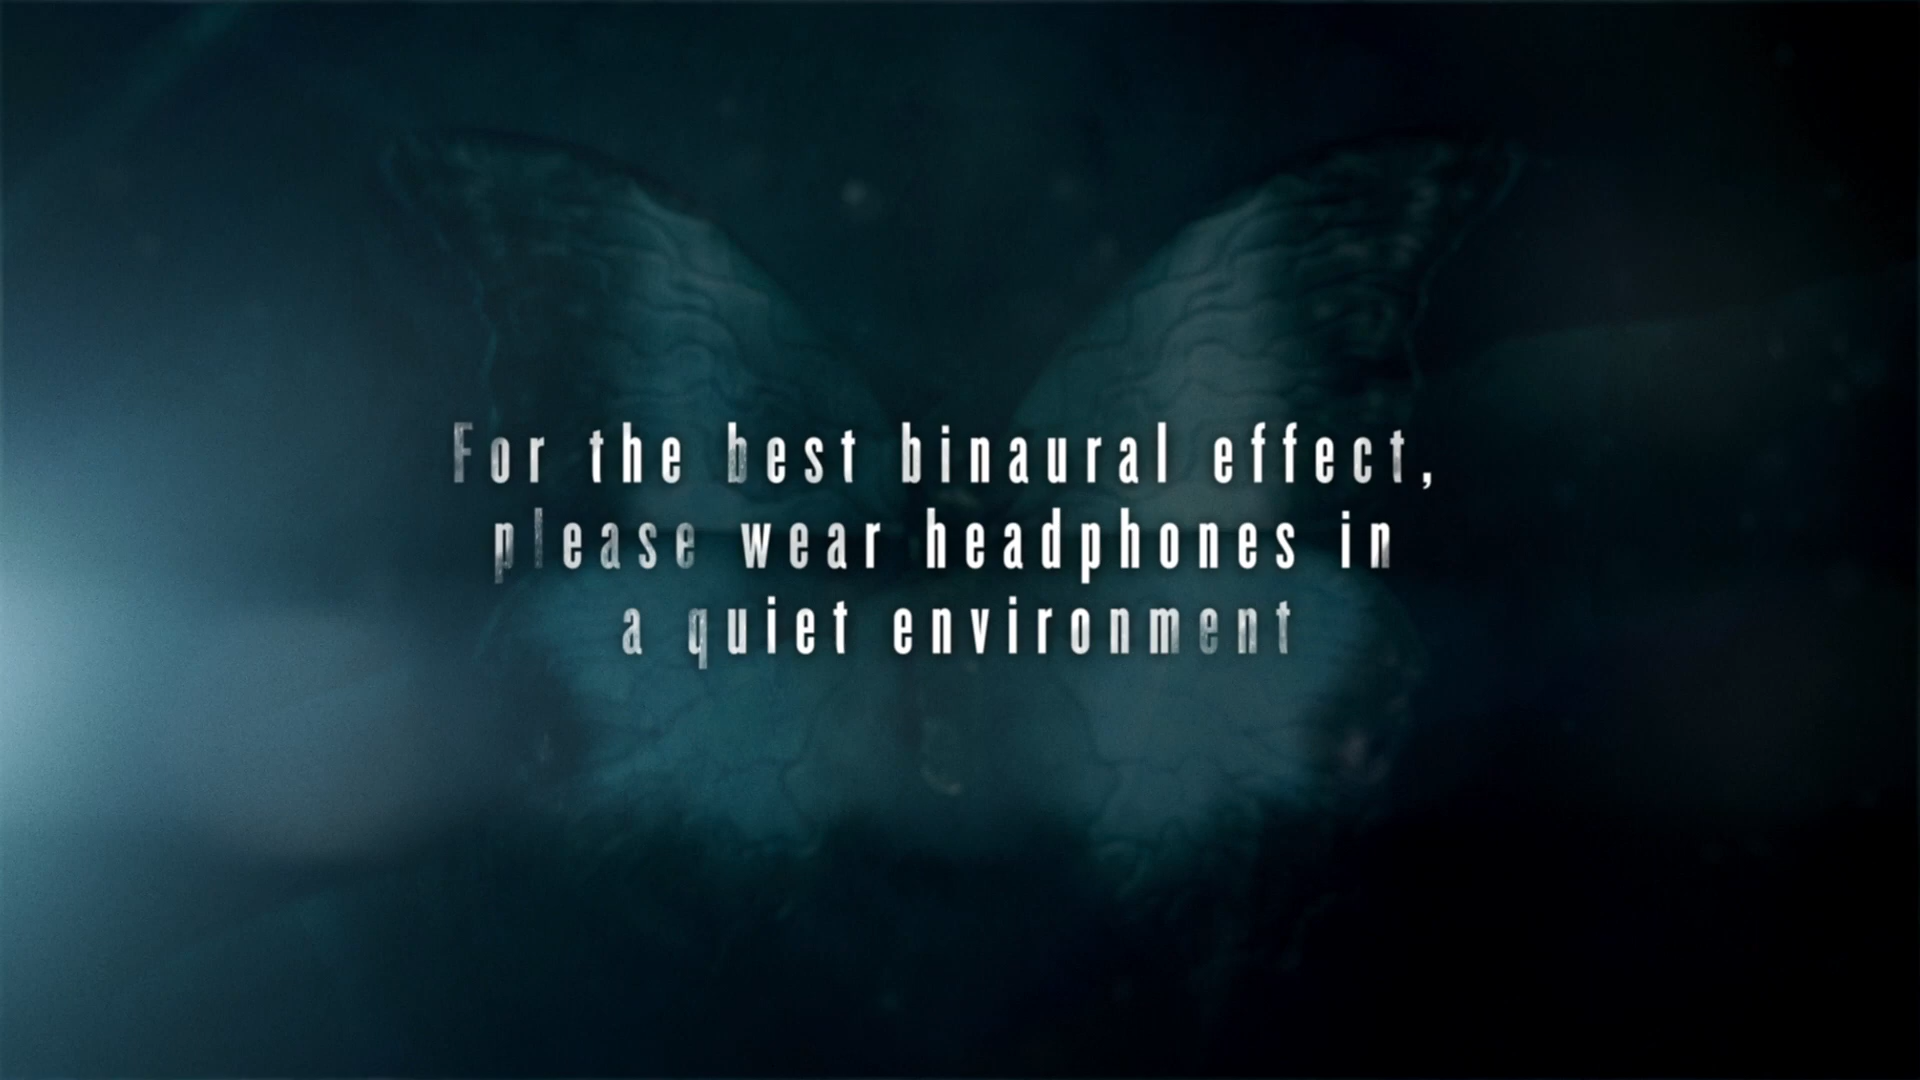 For the best binaural effect,
please wear headphones in
a quiet environment